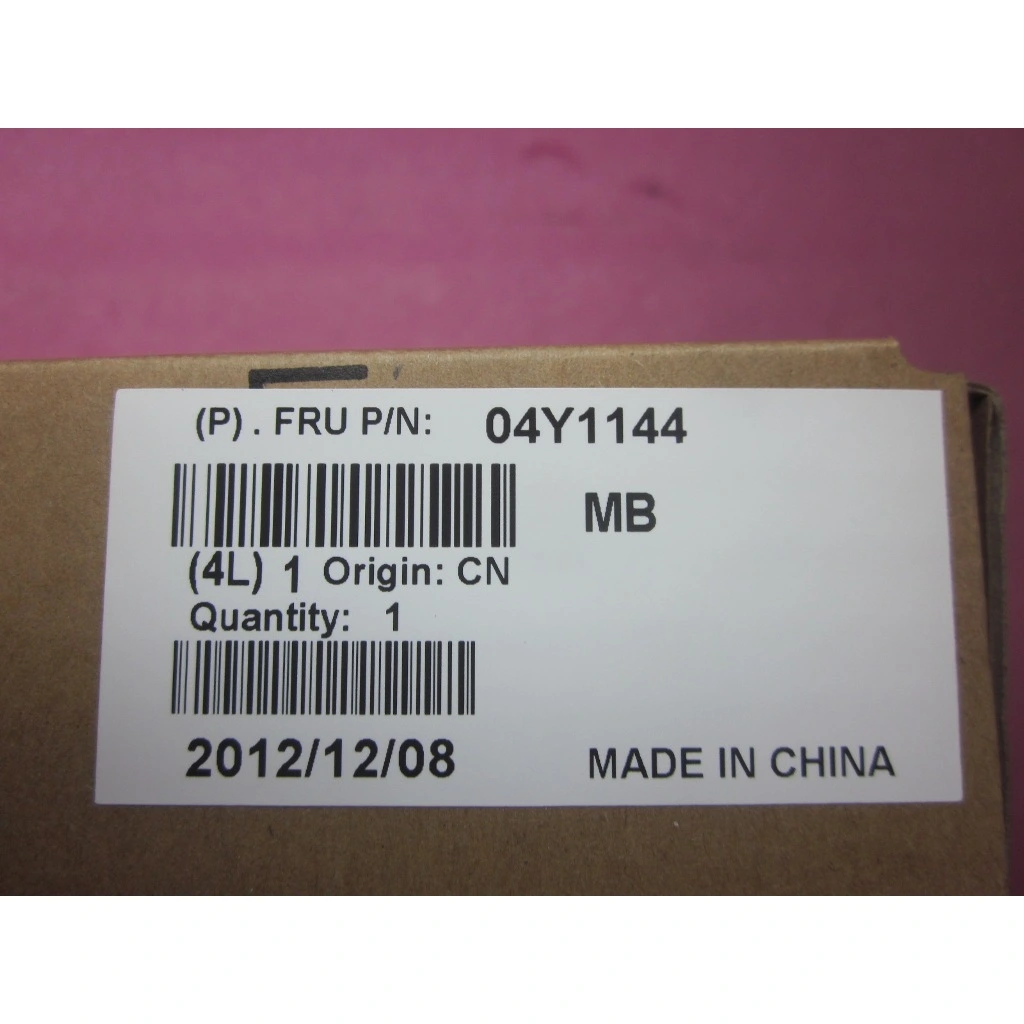 (P) . FRU P/N: 04Y1144
MB
(4L) 1 Origin: CN
Quantity: 1
2012/12/08 MADE IN CHINA